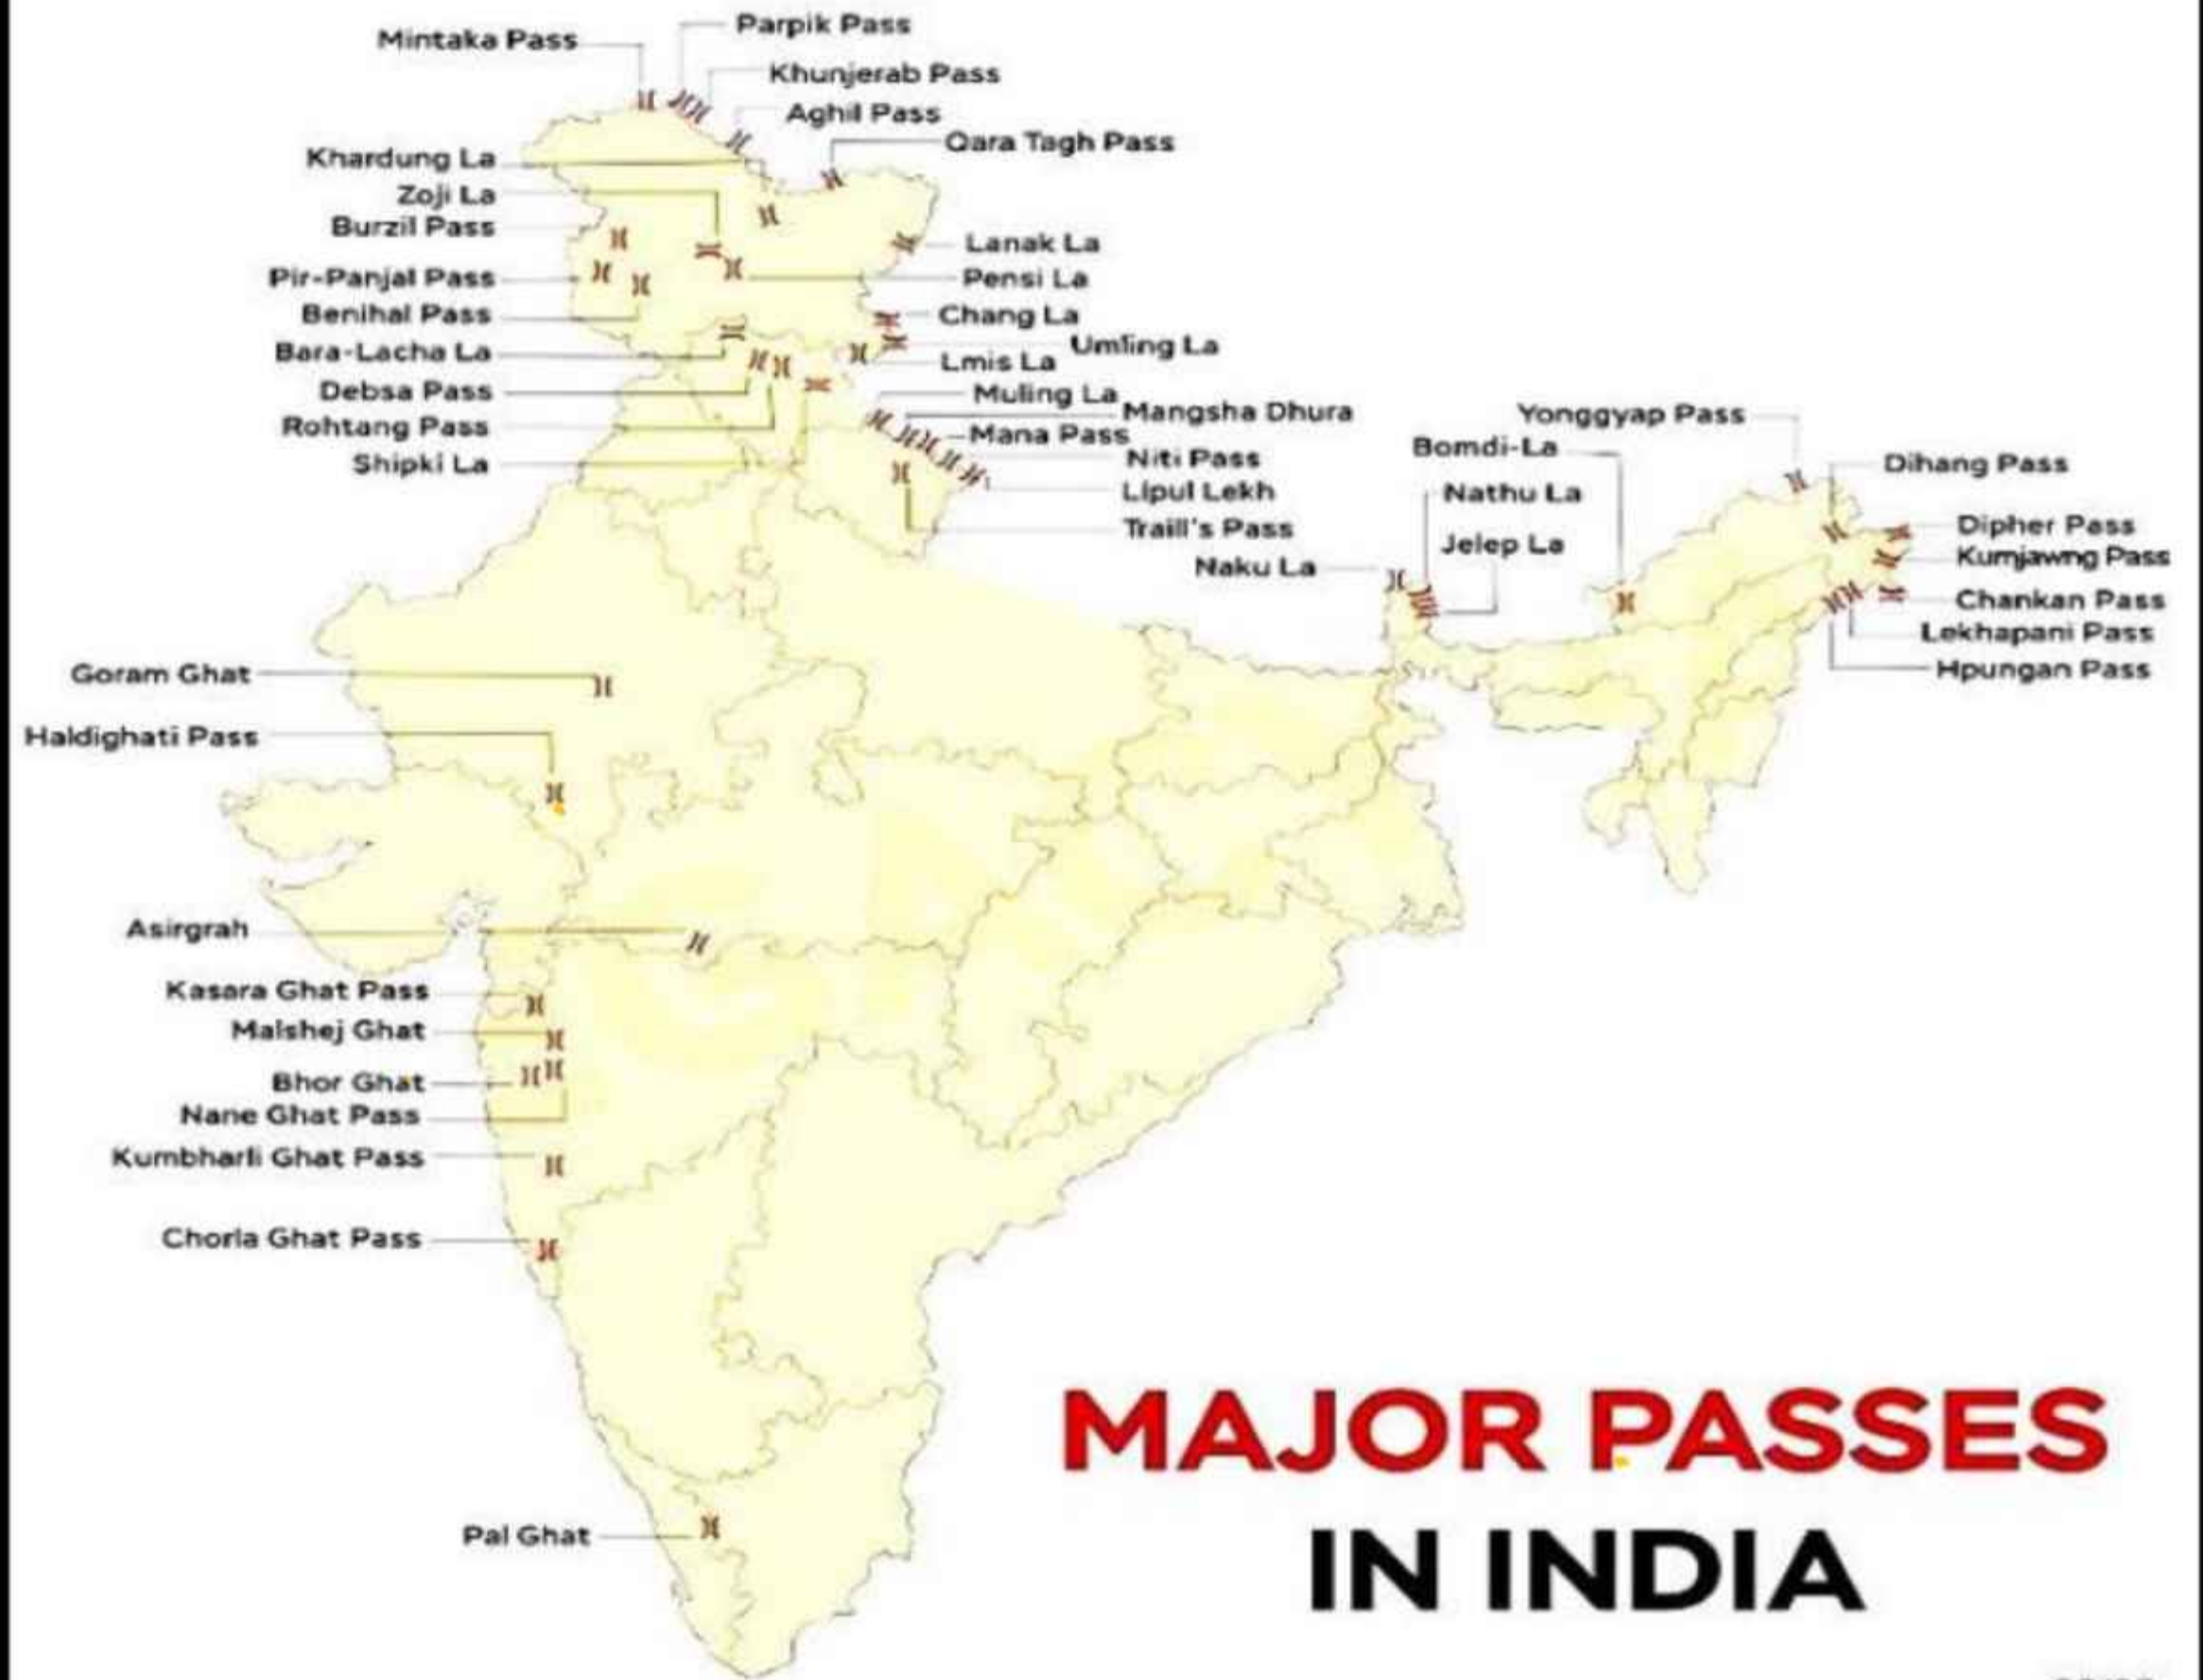 Parpik Pass
Mintaka Pass
Khunjerab Pass
Aghil Pass
Qara Tagh Pass
Khardung La
Zoji La
Burzil Pass
Lanak La
Pir-Panjal Pass
Pensi La
Benihal Pass
Chang La
Umling La
Bara-Lacha La
Lmis La
Debsa Pass
Muling La
Mangsha Dhura
Yonggyap Pass
Rohtang Pass
Mana Pass
Bomdi-La
Shipki La
Niti Pass
Dihang Pass
Lipul Lekh
Nathu La
Traill's Pass
Dipher Pass
Jelep La
Kumjawng Pass
Naku La
Chankan Pass
Lekhapani Pass
Goram Ghat
Hpungan Pass
Haldighati Pass
Asirgrah
Kasara Ghat Pass
Malshej Ghat
Bhor Ghat
Nane Ghat Pass
Kumbharli Ghat Pass
Chorla Ghat Pass
Pal Ghat
MAJOR PASSES
IN INDIA